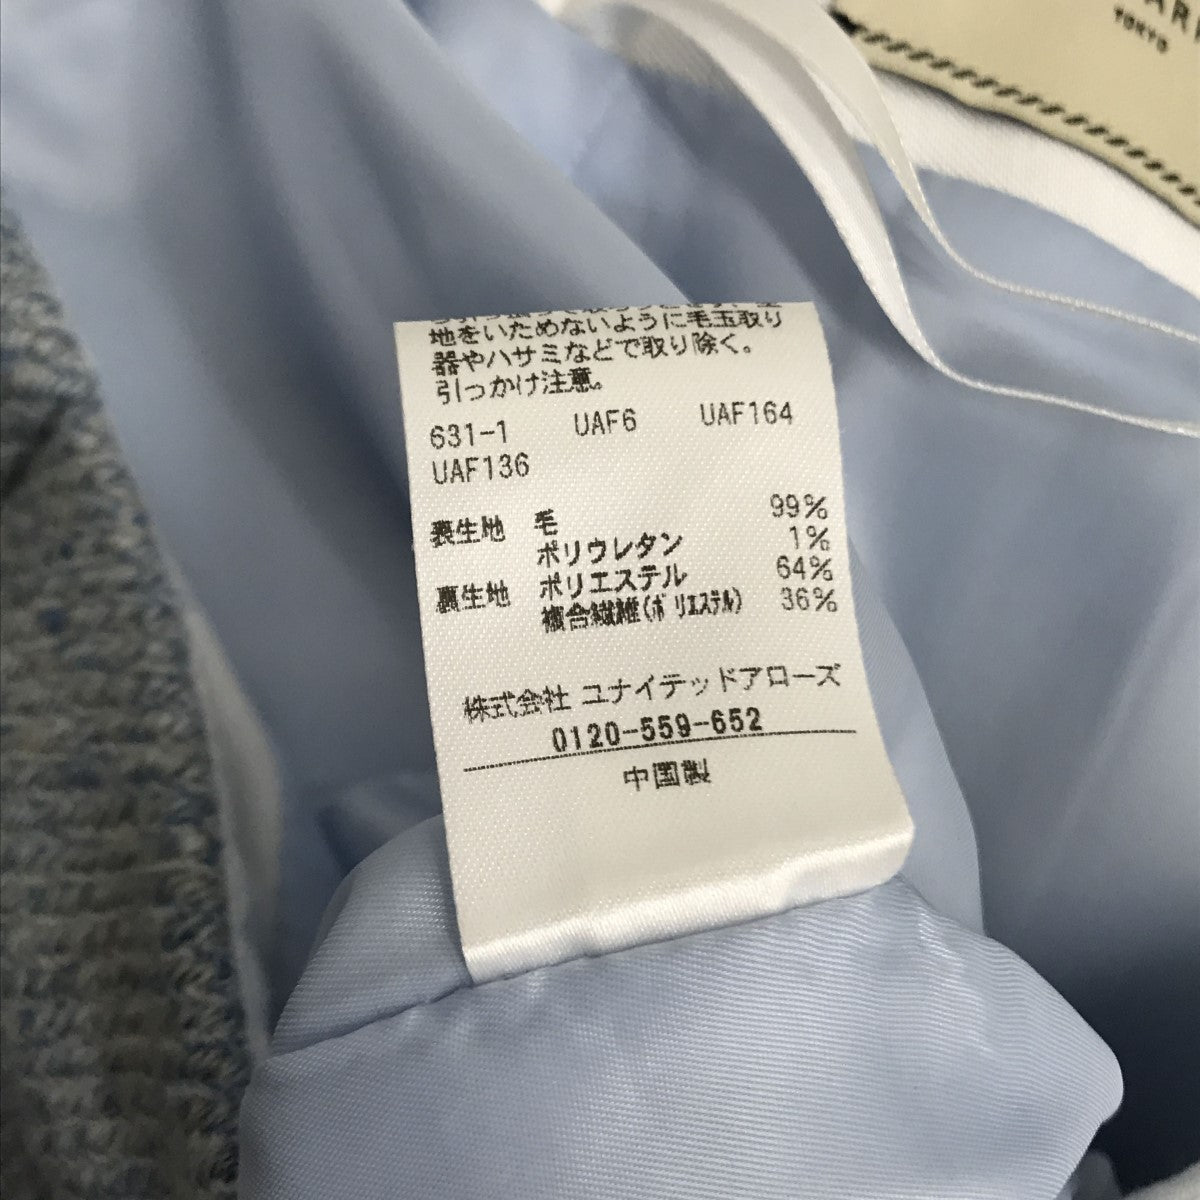 TOKYO
地をいためないように毛玉取り
器やハサミなどで取り除く。
引っかけ注意。
631-1 UAF6 UAF164
UAF136
表生地 毛 99%
ポリウレタン 1%
裏生地 ポリエステル 64%
複合繊維(ポリエステル) 36%
株式会社 ユナイテッドアローズ
0120-559-652
中国製